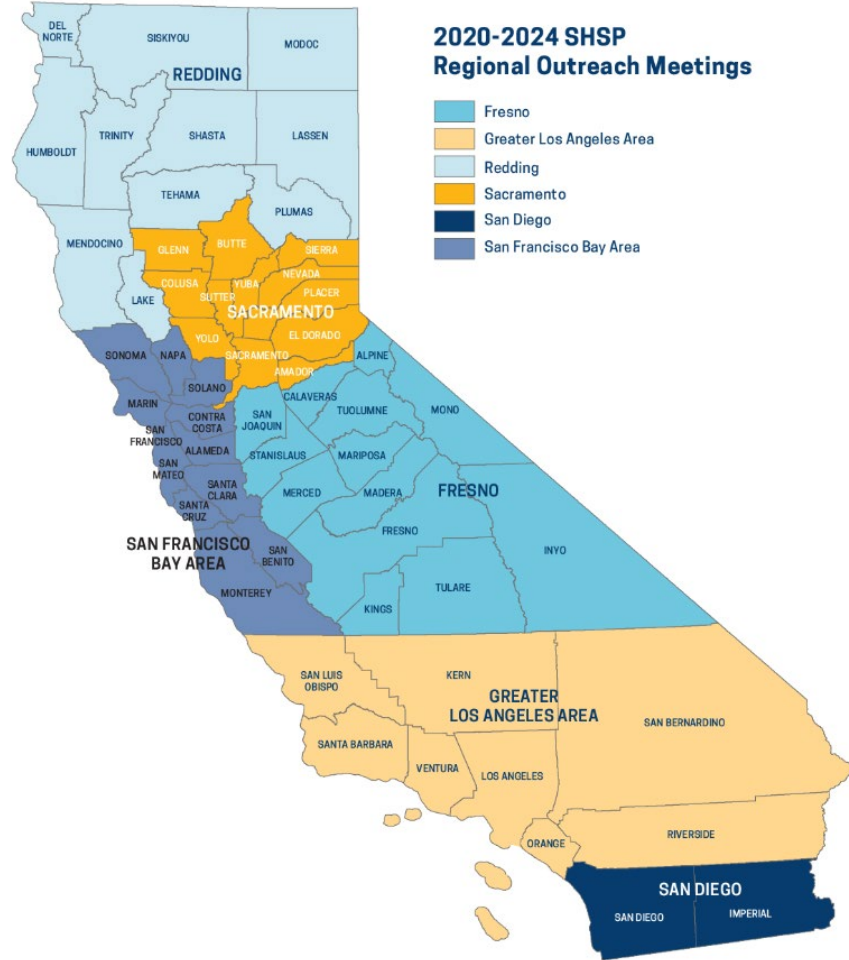 2020-2024 SHSP
Regional Outreach Meetings
Fresno
Greater Los Angeles Area
Redding
Sacramento
San Diego
San Francisco Bay Area
DEL
NORTE
SISKIYOU
MODOC
REDDING
HUMBOLDT
TRINITY
SHASTA
LASSEN
TEHAMA
PLUMAS
MENDOCINO
LAKE
GLENN
BUTTE
SIERRA
COLUSA
SUTTER
YUBA
NEVADA
PLACER
SACRAMENTO
YOLO
EL DORADO
SACRAMENTO
AMADOR
SONOMA
NAPA
SOLANO
MARIN
CONTRA
COSTA
SAN
FRANCISCO
ALAMEDA
SAN
MATEO
SANTA
CLARA
SANTA
CRUZ
SAN FRANCISCO
BAY AREA
SAN
BENITO
MONTEREY
ALPINE
CALAVERAS
SAN
JOAQUIN
TUOLUMNE
MONO
STANISLAUS
MARIPOSA
MERCED
MADERA
FRESNO
FRESNO
INYO
KINGS
TULARE
SAN LUIS
OBISPO
KERN
GREATER
LOS ANGELES AREA
SAN BERNARDINO
SANTA BARBARA
VENTURA
LOS ANGELES
ORANGE
RIVERSIDE
SAN DIEGO
SAN DIEGO
IMPERIAL